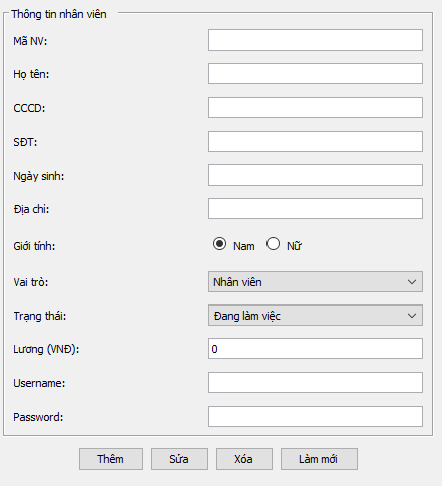 Thông tin nhân viên
Mã NV:
Họ tên:
CCCD:
SĐT:
Ngày sinh:
Địa chỉ:
Giới tính: Nam Nữ
Vai trò: Nhân viên
Trạng thái: Đang làm việc
Lương (VNĐ): 0
Username:
Password:
Thêm Sửa Xóa Làm mới